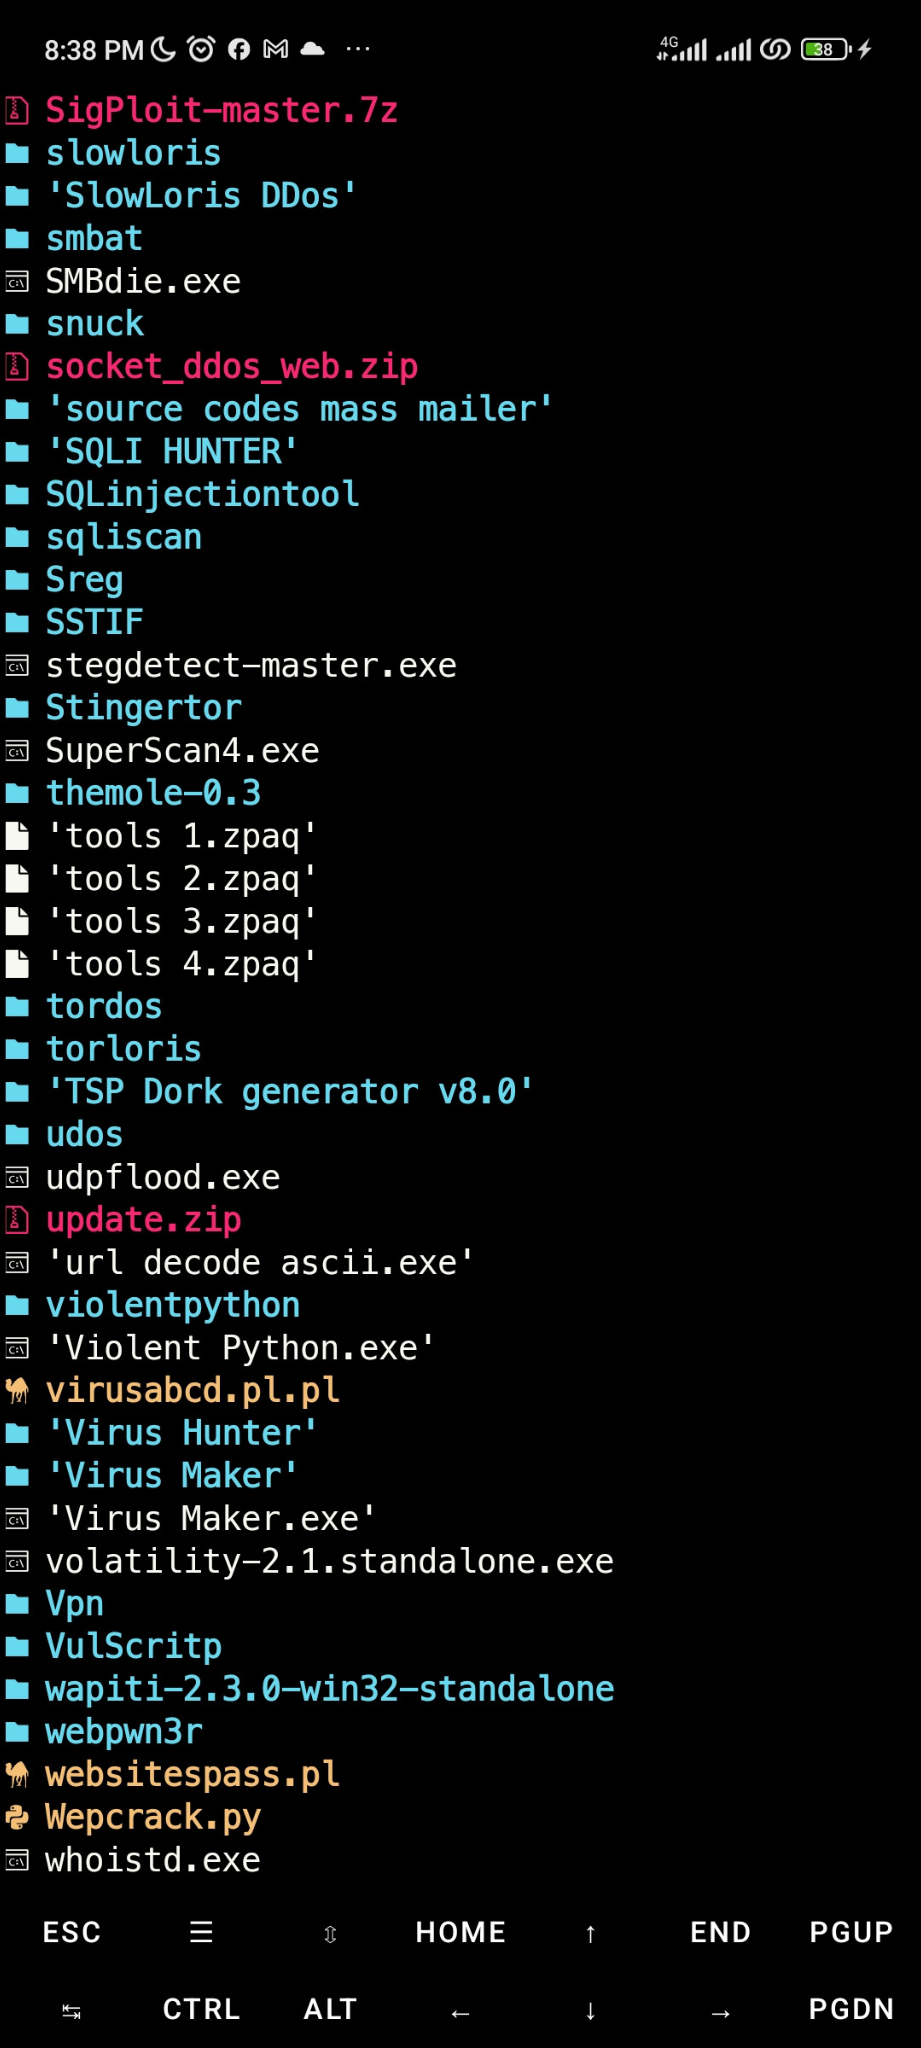 8:38 PM ... 4G 38
SigPloit-master.7z
slowloris
'SlowLoris DDos'
smbat
SMBdie.exe
snuck
socket_ddos_web.zip
'source codes mass mailer'
'SQLI HUNTER'
SQLinjectiontool
sqliscan
Sreg
SSTIF
stegdetect-master.exe
Stingertor
SuperScan4.exe
themole-0.3
'tools 1.zpaq'
'tools 2.zpaq'
'tools 3.zpaq'
'tools 4.zpaq'
tordos
torloris
'TSP Dork generator v8.0'
udos
udpflood.exe
update.zip
'url decode ascii.exe'
violentpython
'Violent Python.exe'
virusabcd.pl.pl
'Virus Hunter'
'Virus Maker'
'Virus Maker.exe'
volatility-2.1.standalone.exe
Vpn
VulScritp
wapiti-2.3.0-win32-standalone
webpwn3r
websitespass.pl
Wepcrack.py
whoistd.exe
ESC ☰ ⇳ HOME ↑ END PGUP
↹ CTRL ALT ← ↓ → PGDN